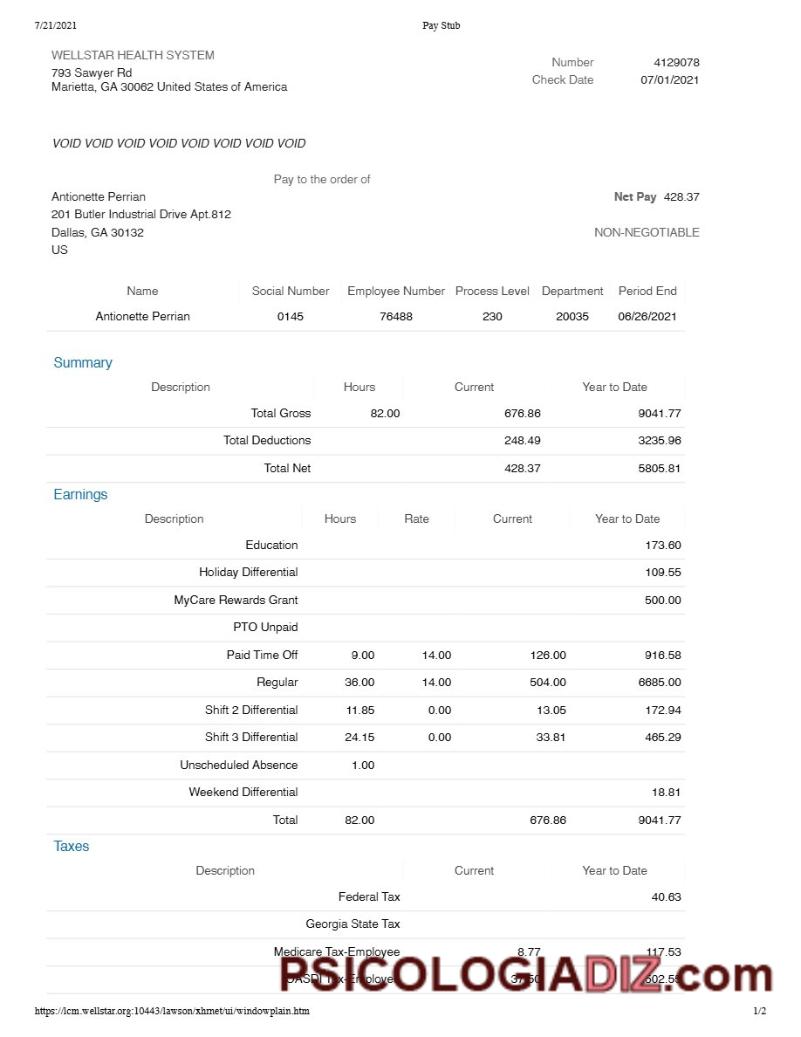 7/21/2021 Pay Stub
WELLSTAR HEALTH SYSTEM
793 Sawyer Rd
Marietta, GA 30062 United States of America
Number 4129078
Check Date 07/01/2021
VOID VOID VOID VOID VOID VOID VOID VOID
Pay to the order of
Antionette Perrian
201 Butler Industrial Drive Apt.812
Dallas, GA 30132
US
Net Pay 428.37
NON-NEGOTIABLE
Name Social Number Employee Number Process Level Department Period End
Antionette Perrian 0145 76488 230 20035 06/26/2021
Summary
Description Hours Current Year to Date
Total Gross 82.00 676.86 9041.77
Total Deductions 248.49 3235.96
Total Net 428.37 5805.81
Earnings
Description Hours Rate Current Year to Date
Education 173.60
Holiday Differential 109.55
MyCare Rewards Grant 500.00
PTO Unpaid
Paid Time Off 9.00 14.00 126.00 916.58
Regular 36.00 14.00 504.00 6685.00
Shift 2 Differential 11.85 0.00 13.05 172.94
Shift 3 Differential 24.15 0.00 33.81 465.29
Unscheduled Absence 1.00
Weekend Differential 18.81
Total 82.00 676.86 9041.77
Taxes
Description Current Year to Date
Federal Tax 40.63
Georgia State Tax
Medicare Tax-Employee 8.77 117.53
OASDI Tax-Employee
PSICOLOGIADIZ.com
https://lcm.wellstar.org:10443/lawson/xhrnet/ui/windowplain.htm 1/2